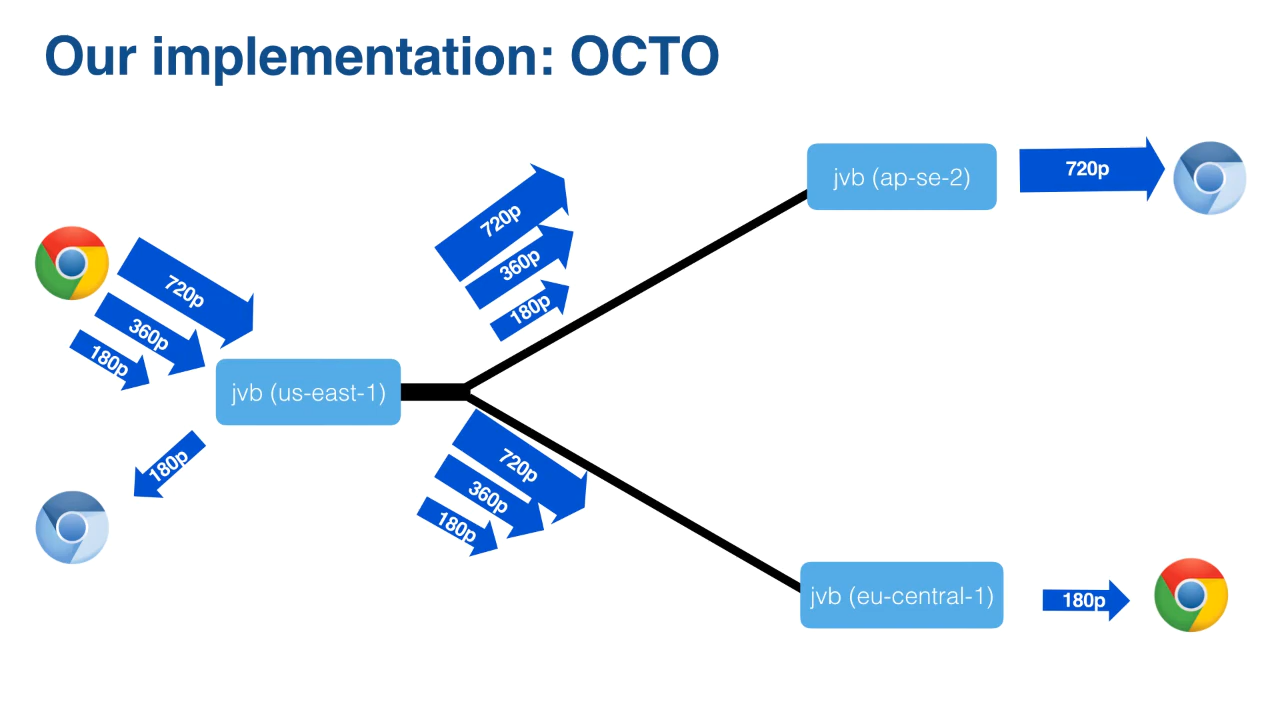 Our implementation: OCTO
jvb (ap-se-2)
720p
720p
360p
180p
720p
360p
180p
jvb (us-east-1)
180p
720p
360p
180p
jvb (eu-central-1)
180p